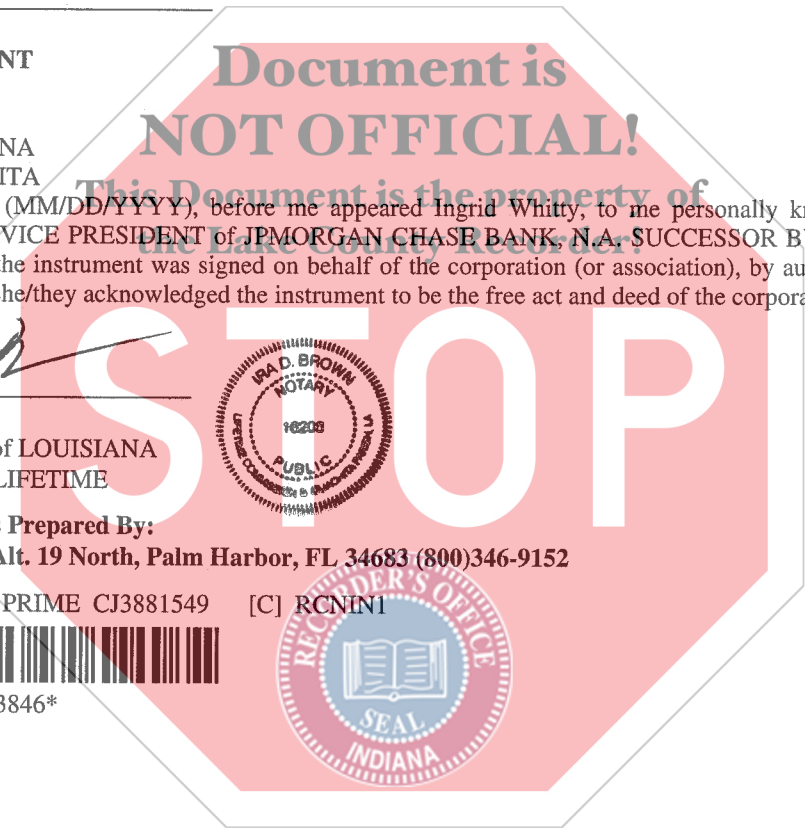 NT
Document is
NOT OFFICIAL!
NA
ITA
This Document is the property of
the Lake County Recorder!
(MM/DD/YYYY), before me appeared Ingrid Whitty, to me personally kn
VICE PRESIDENT of JPMORGAN CHASE BANK, N.A. SUCCESSOR BY
the instrument was signed on behalf of the corporation (or association), by au
he/they acknowledged the instrument to be the free act and deed of the corpora
STOP
IRA D. BROWN
NOTARY
PUBLIC
LIFETIME COMMISSION
of LOUISIANA
LIFETIME
Prepared By:
Alt. 19 North, Palm Harbor, FL 34683 (800)346-9152
PRIME CJ3881549 [C] RCNIN1
3846*
RECORDER'S OFFICE
SEAL
INDIANA